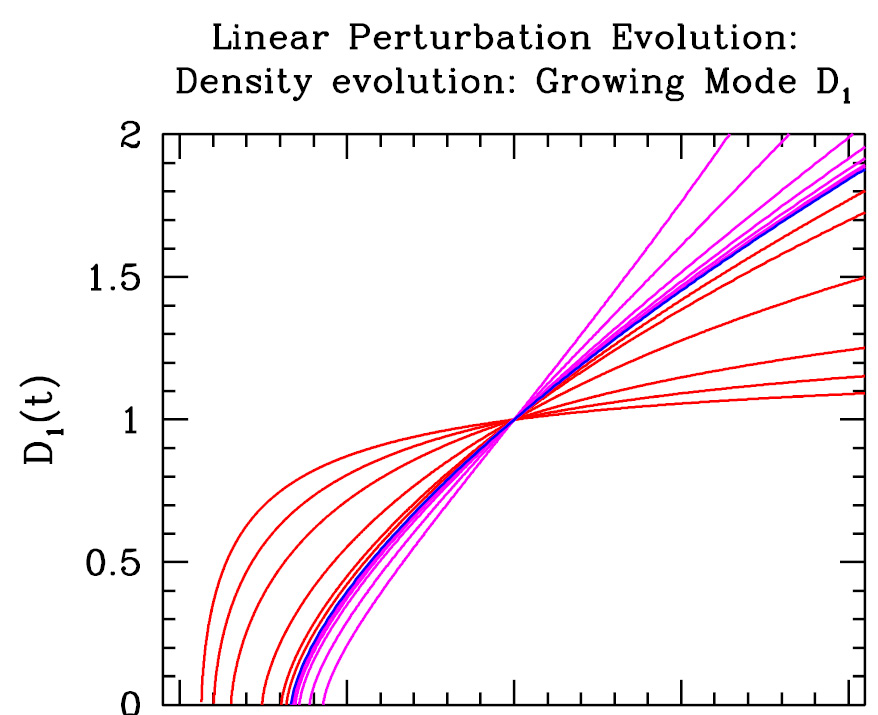 Linear Perturbation Evolution:
Density evolution: Growing Mode D₁
2
1.5
D₁(t)
1
0.5
0